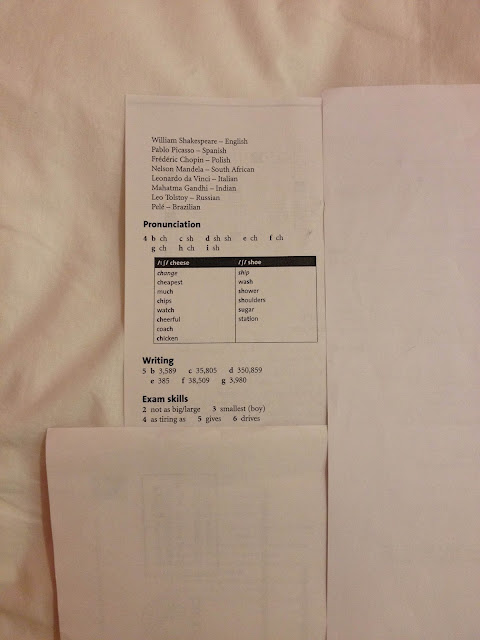 William Shakespeare – English
Pablo Picasso – Spanish
Frédéric Chopin – Polish
Nelson Mandela – South African
Leonardo da Vinci – Italian
Mahatma Gandhi – Indian
Leo Tolstoy – Russian
Pelé – Brazilian
Pronunciation
4 b ch c sh d sh sh e ch f ch
g ch h ch i sh
/tʃ/ cheese /ʃ/ shoe
change ship
cheapest wash
much shower
chips shoulders
watch sugar
cheerful station
coach
chicken
Writing
5 b 3,589 c 35,805 d 350,859
e 385 f 38,509 g 3,980
Exam skills
2 not as big/large 3 smallest (boy)
4 as tiring as 5 gives 6 drives